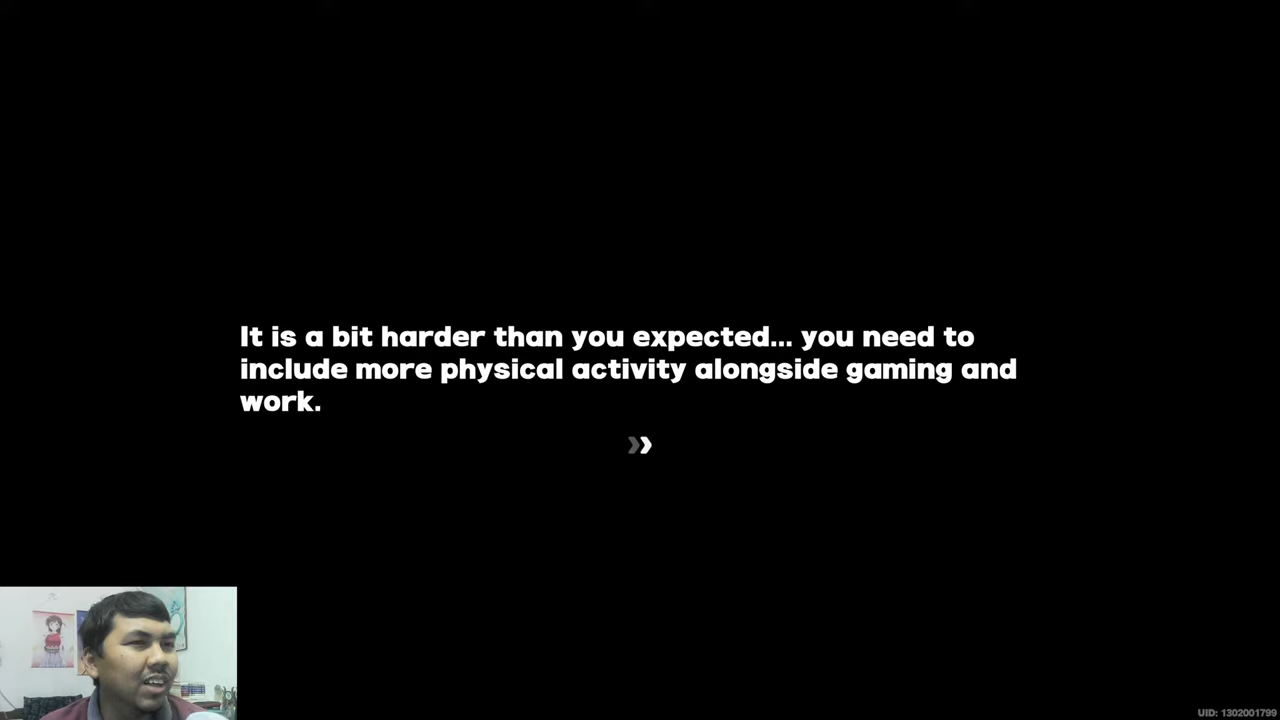 It is a bit harder than you expected... you need to
include more physical activity alongside gaming and
work.
UID: 1302001799